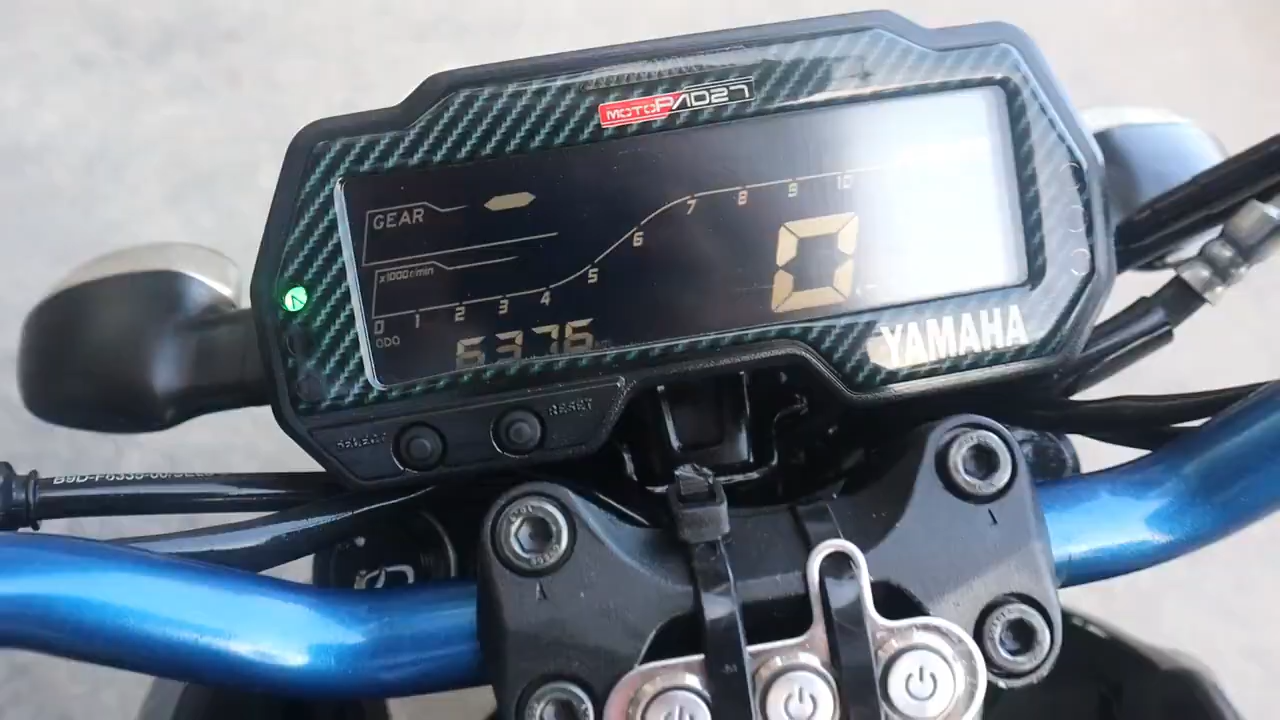 MOTOPAD27
GEAR
x1000 r/min
0 1 2 3 4 5 6 7 8 9 10
0
N
ODO
6376
YAMAHA
SELECT
RESET